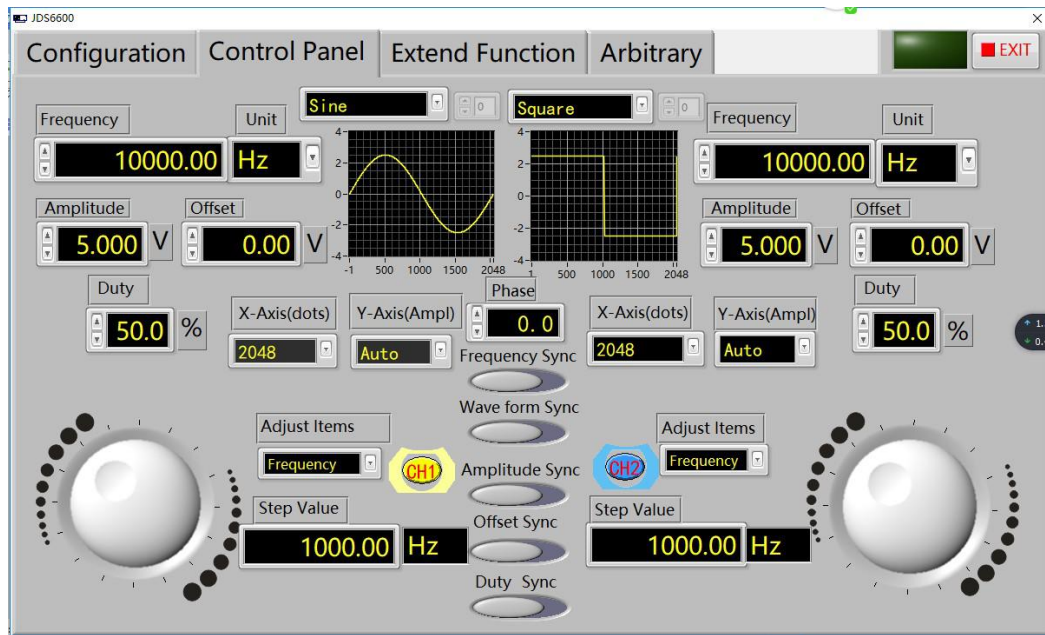 JDS6600
Configuration Control Panel Extend Function Arbitrary EXIT
Sine 0 Square 0
Frequency Unit Frequency Unit
10000.00 Hz 10000.00 Hz
4 2 0 -2 -4
-1 500 1000 1500 2048
4 2 0 -2 -4
-1 500 1000 1500 2048
Amplitude Offset Amplitude Offset
5.000 V 0.00 V 5.000 V 0.00 V
Duty Phase Duty
50.0 % 0.0 50.0 %
X-Axis(dots) Y-Axis(Ampl) X-Axis(dots) Y-Axis(Ampl)
2048 Auto 2048 Auto
Frequency Sync
Wave form Sync
Adjust Items Adjust Items
Frequency CH1 Amplitude Sync CH2 Frequency
Step Value Offset Sync Step Value
1000.00 Hz 1000.00 Hz
Duty Sync